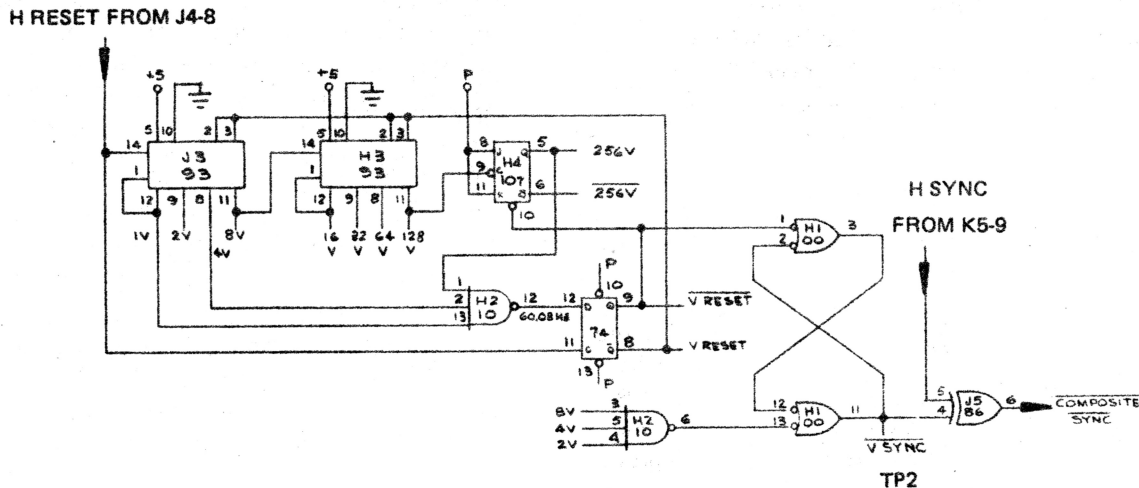 H RESET FROM J4-8
+5
+5
P
5 10 2 3
5 10 2 3
14
J3
93
1
12 9 8 11
1V 2V 4V 8V
14
H3
93
1
12 9 8 11
16 V 32 V 64 V 128 V
8 J Q 5
9 C H4
107
11 K Q 6
10
256V
256V
H SYNC
FROM K5-9
1
2
H1
00
3
1
2
13
H2
10
12
60.08Hz
P
10
12 D Q 9
74
11 C Q 8
13
P
V RESET
V RESET
8V 3
4V 5
2V 4
H2
10
6
12
13
H1
00
11
5
4
J5
86
6
COMPOSITE
SYNC
V SYNC
TP2